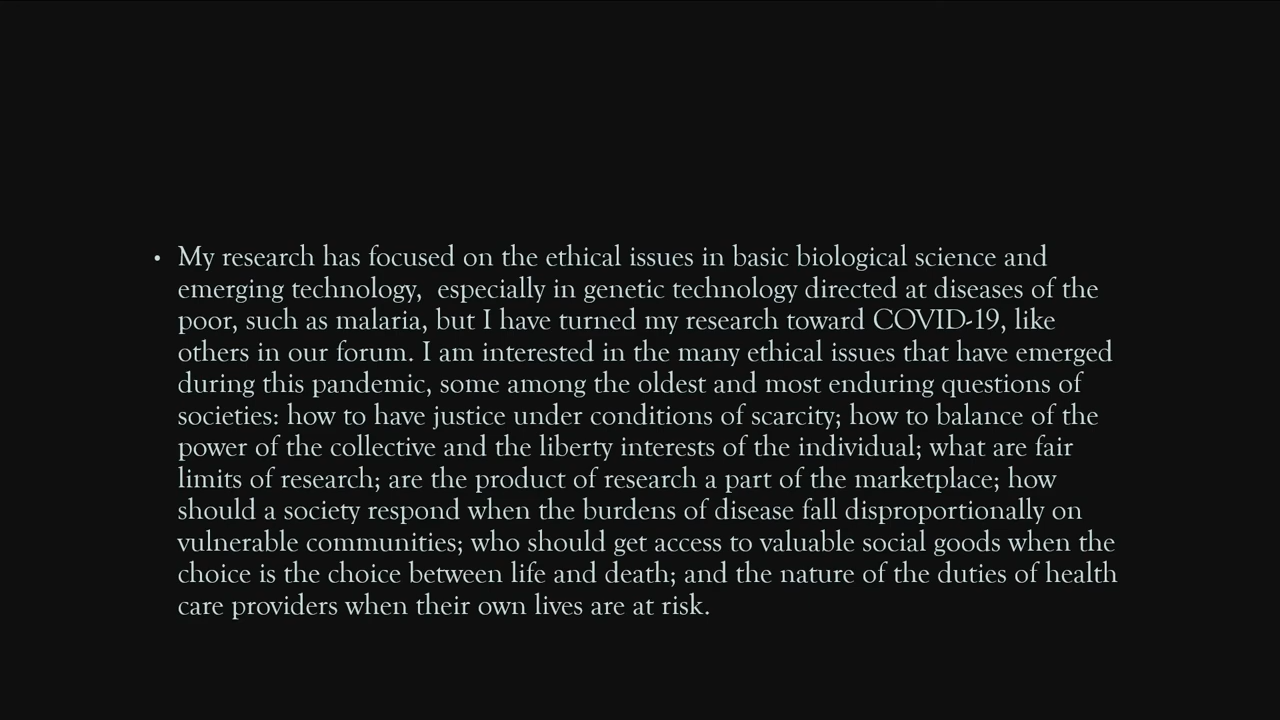 • My research has focused on the ethical issues in basic biological science and
emerging technology,  especially in genetic technology directed at diseases of the
poor, such as malaria, but I have turned my research toward COVID-19, like
others in our forum. I am interested in the many ethical issues that have emerged
during this pandemic, some among the oldest and most enduring questions of
societies: how to have justice under conditions of scarcity; how to balance of the
power of the collective and the liberty interests of the individual; what are fair
limits of research; are the product of research a part of the marketplace; how
should a society respond when the burdens of disease fall disproportionally on
vulnerable communities; who should get access to valuable social goods when the
choice is the choice between life and death; and the nature of the duties of health
care providers when their own lives are at risk.